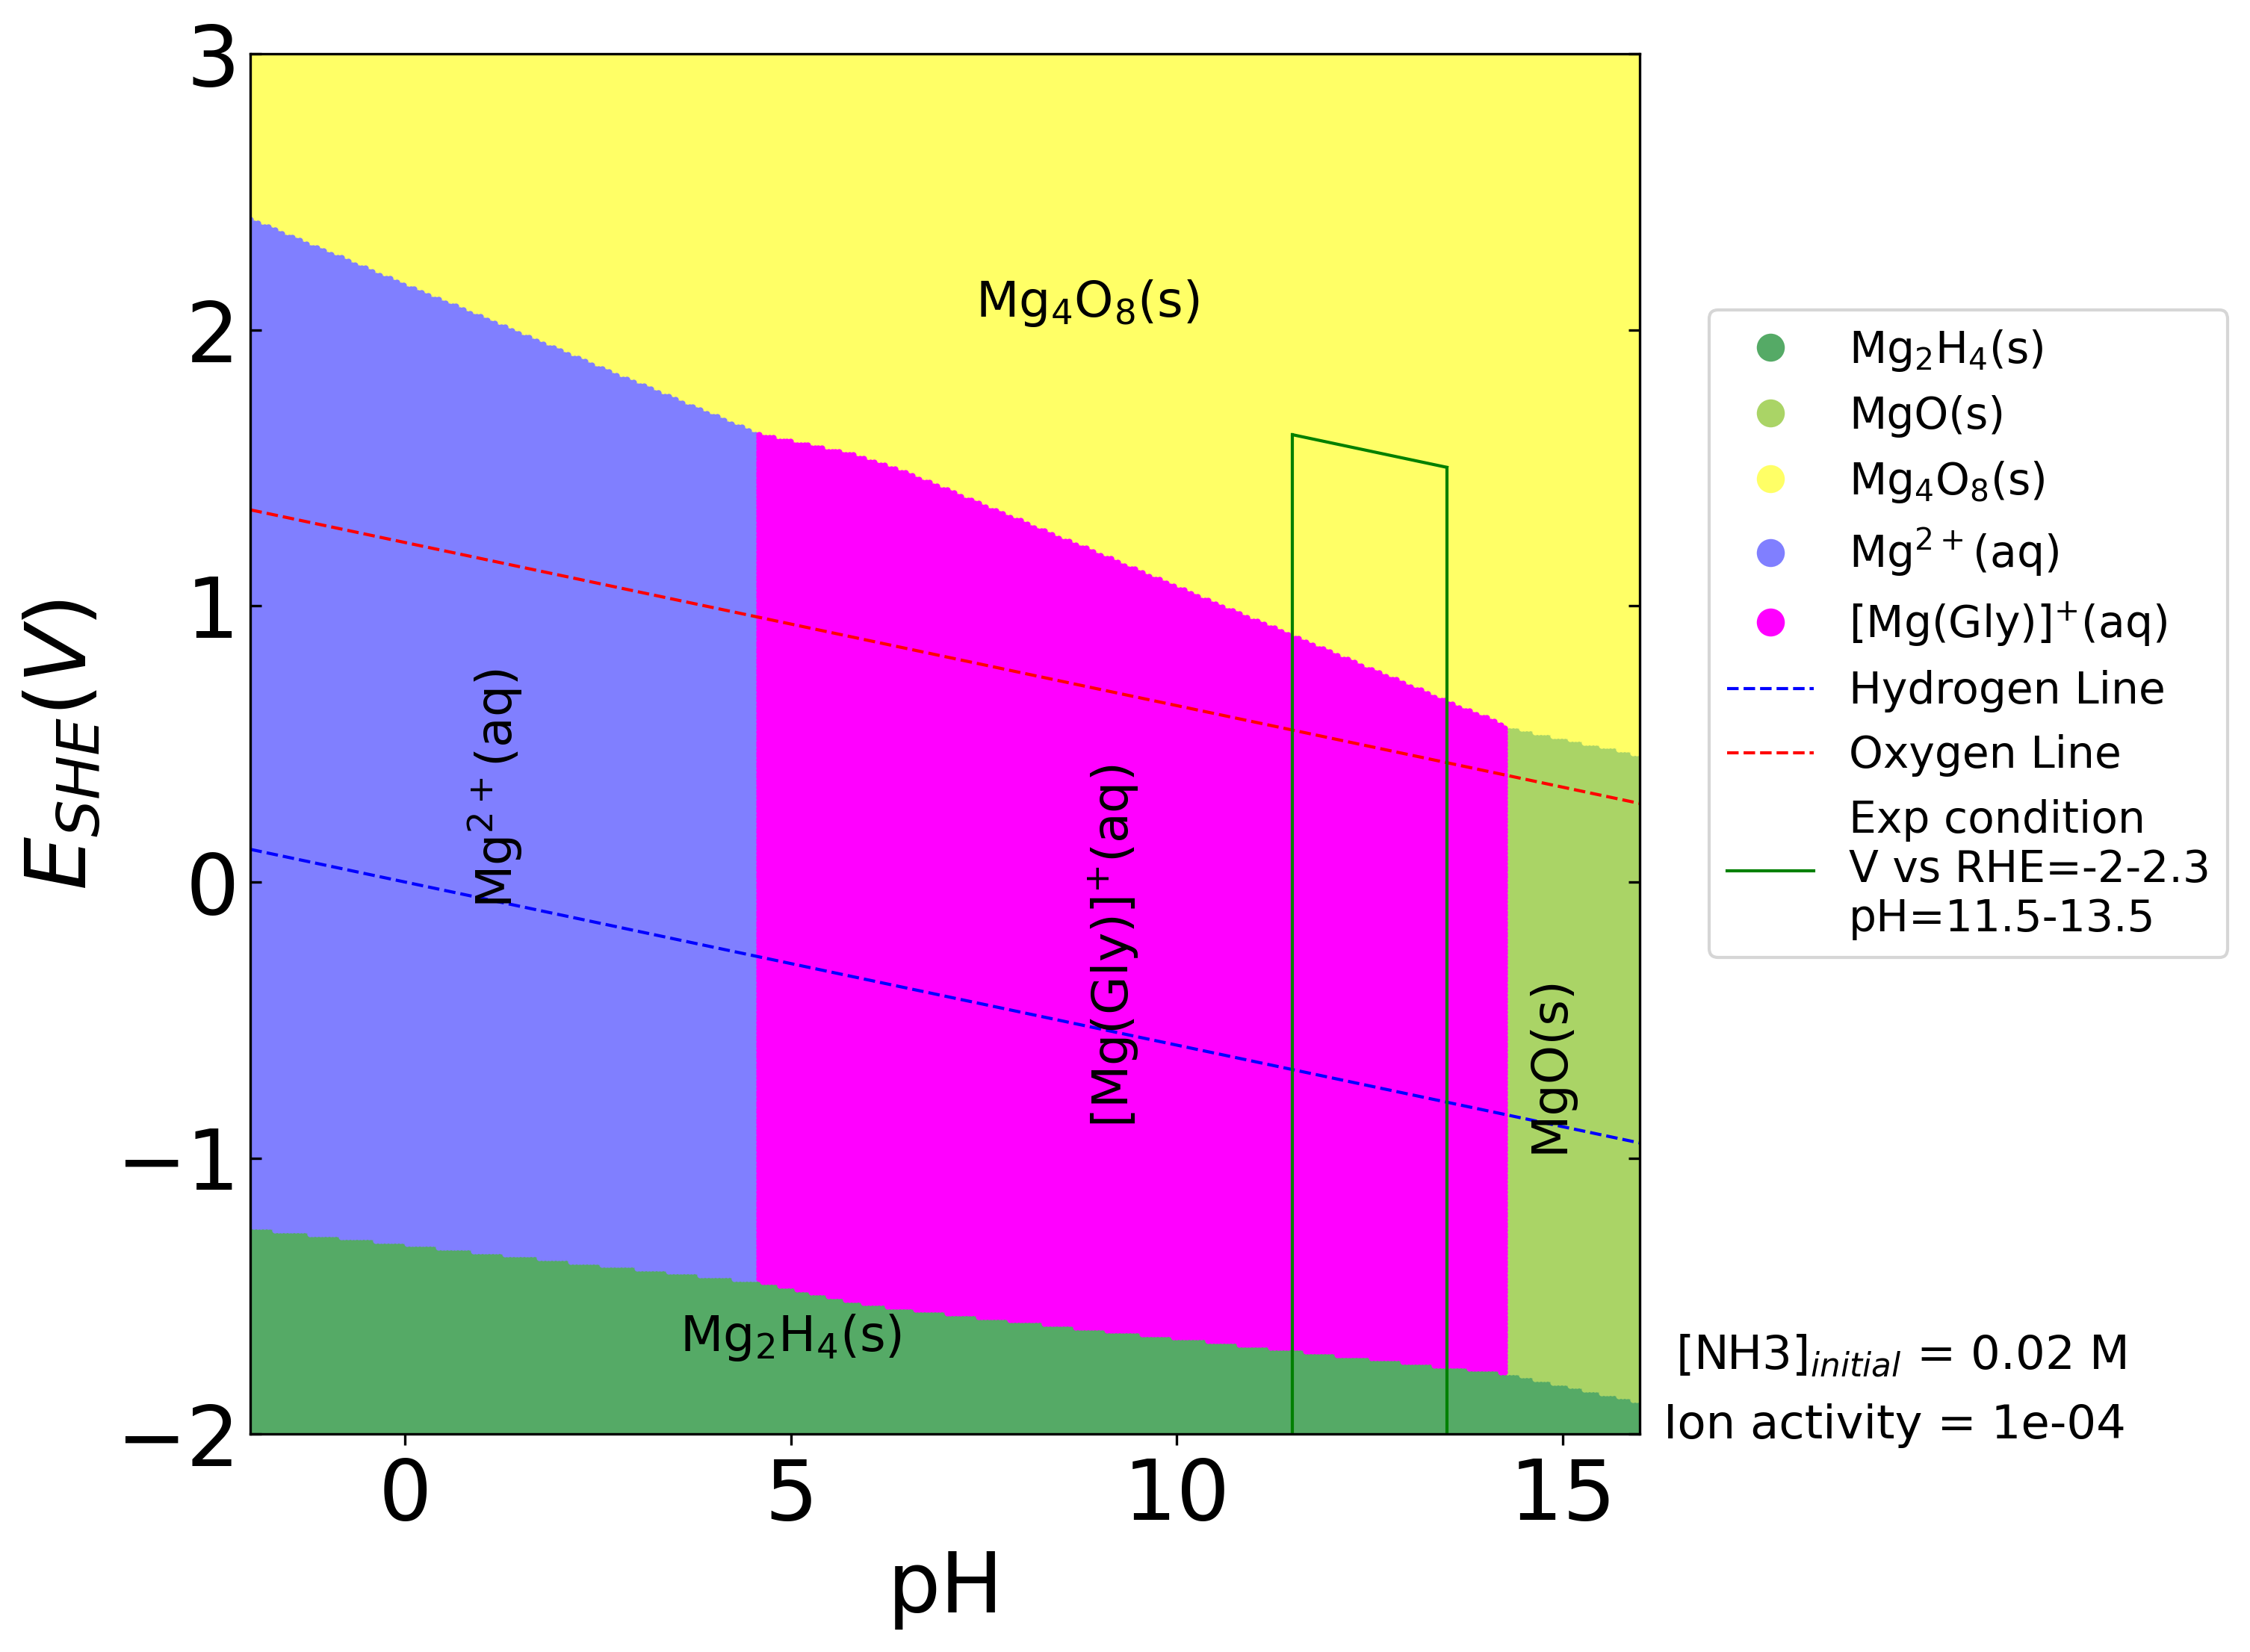 3
2
1
0
−1
−2
E_SHE(V)
0
5
10
15
pH
Mg₄O₈(s)
Mg²⁺(aq)
[Mg(Gly)]⁺(aq)
MgO(s)
Mg₂H₄(s)
Mg₂H₄(s)
MgO(s)
Mg₄O₈(s)
Mg²⁺(aq)
[Mg(Gly)]⁺(aq)
Hydrogen Line
Oxygen Line
Exp condition
V vs RHE=-2-2.3
pH=11.5-13.5
[NH3]_initial = 0.02 M
Ion activity = 1e-04